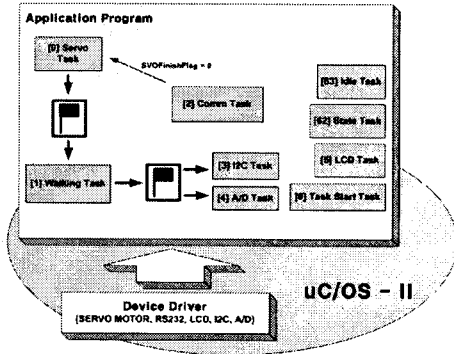 Application Program
[0] Servo
Task
SVOFinishFlag = 0
[2] Comm Task
[63] Idle Task
[62] State Task
[3] I2C Task
[5] LCD Task
[1] Walking Task
[4] A/D Task
[6] Task Start Task
uC/OS - II
Device Driver
(SERVO MOTOR, RS232, LCD, I2C, A/D)